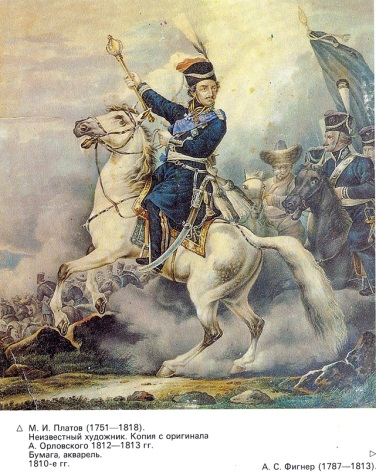 △ М. И. Платов (1751—1818).
Неизвестный художник. Копия с оригинала
А. Орловского 1812—1813 гг.
Бумага, акварель.
1810-е гг.
▷
А. С. Фигнер (1787—1813).